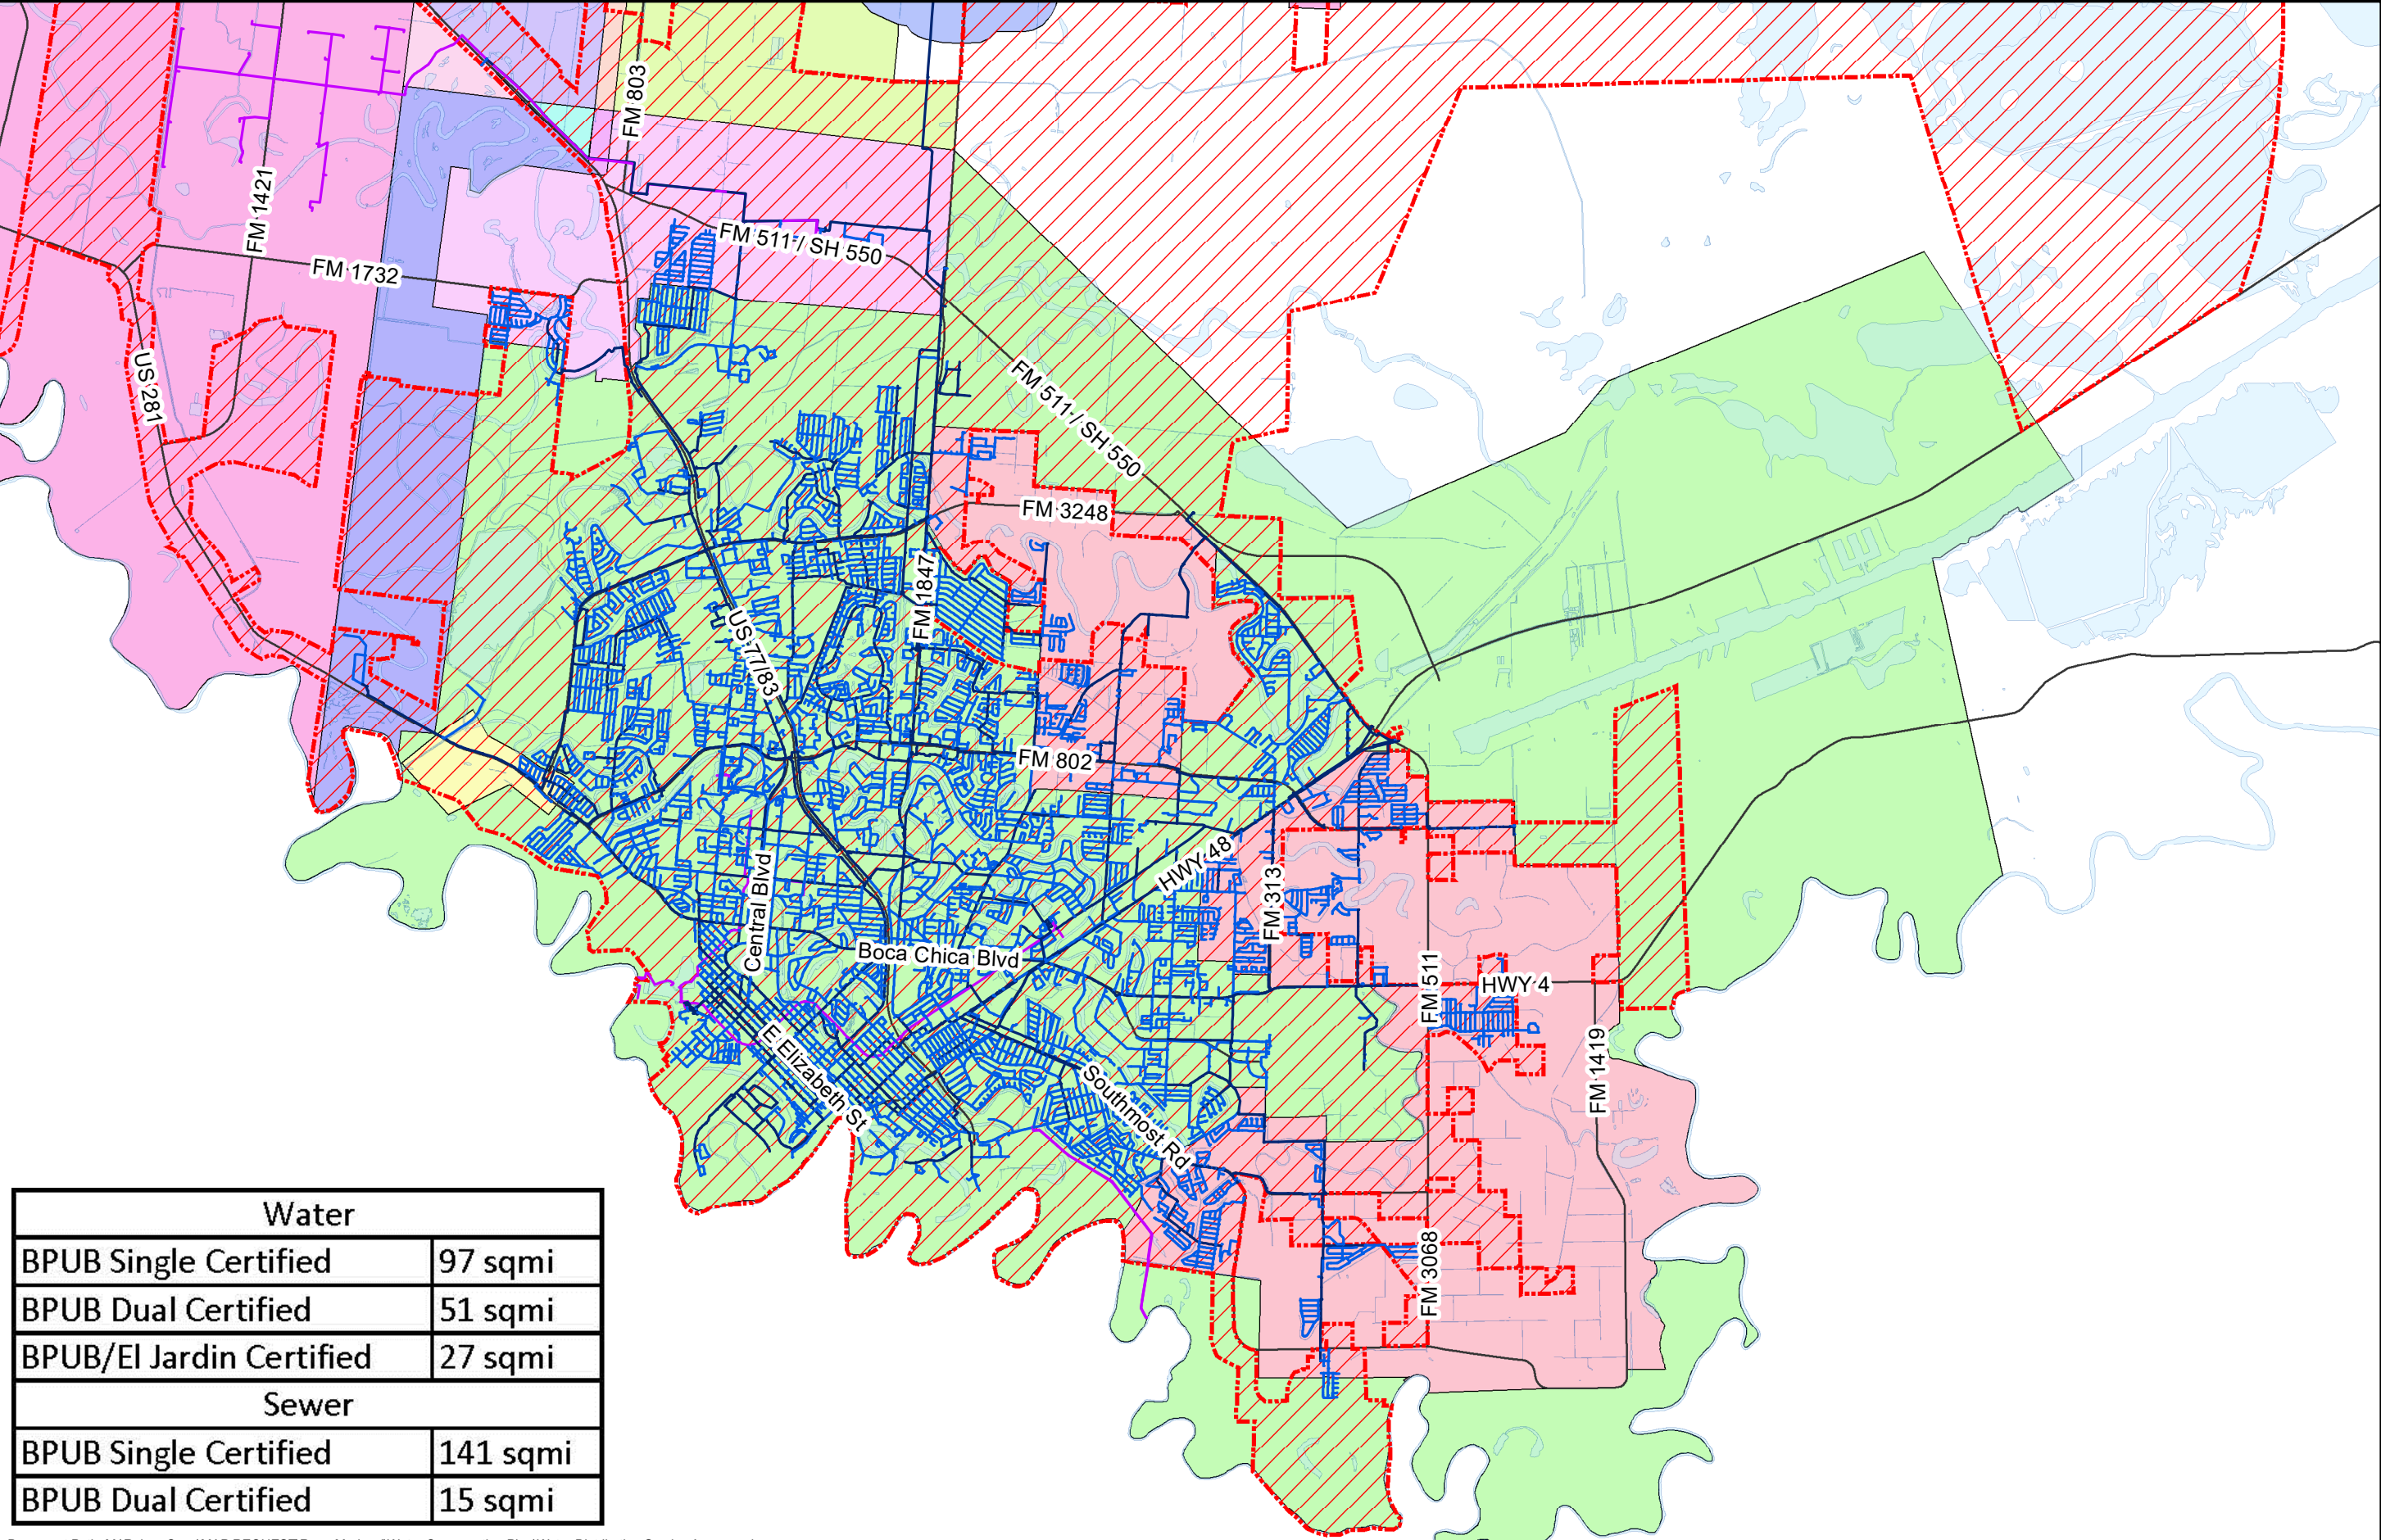 FM 803
FM 1421
FM 511 / SH 550
FM 1732
US 281
FM 511 / SH 550
FM 3248
FM 1847
US 77/83
FM 802
HWY 48
Central Blvd
FM 313
Boca Chica Blvd
FM 511
HWY 4
E Elizabeth St
FM 1419
Southmost Rd
FM 3068
Water
BPUB Single Certified 97 sqmi
BPUB Dual Certified 51 sqmi
BPUB/El Jardin Certified 27 sqmi
Sewer
BPUB Single Certified 141 sqmi
BPUB Dual Certified 15 sqmi